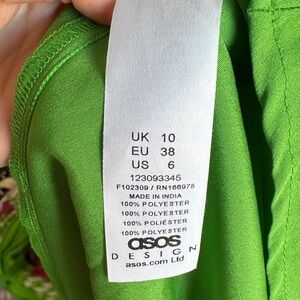 UK 10
EU 38
US 6
123093345
F102309 / RN166978
MADE IN INDIA
100% POLYESTER
100% POLYESTER
100% POLIÉSTER
100% POLYESTER
asos
DESIGN
asos.com Ltd